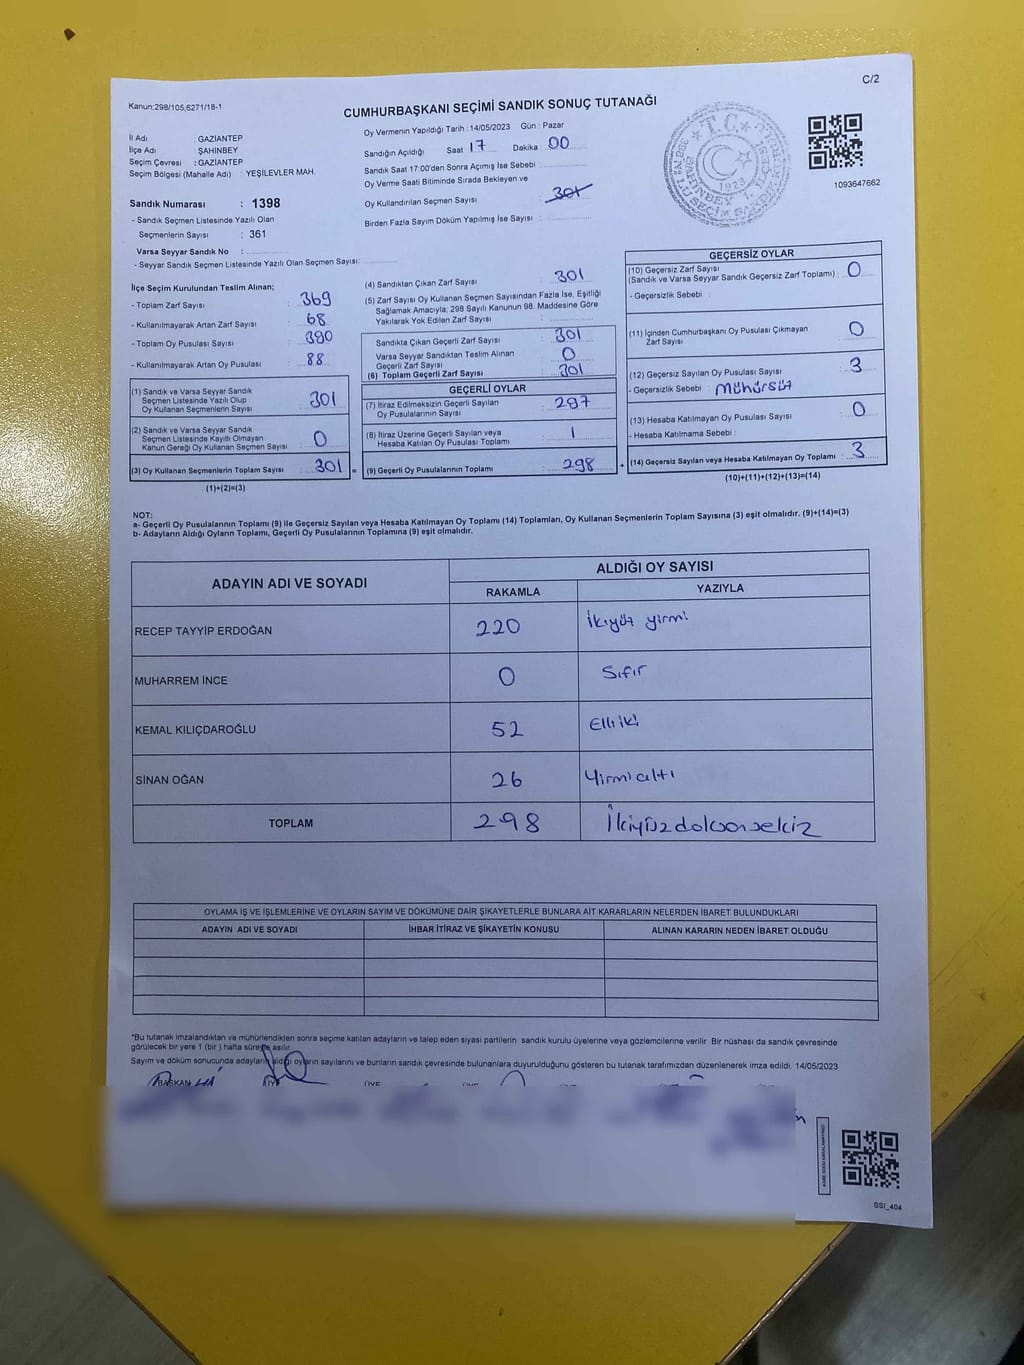 C/2
Kanun:298/105,6271/18-1
CUMHURBAŞKANI SEÇİMİ SANDIK SONUÇ TUTANAĞI
İl Adı : GAZİANTEP
İlçe Adı : ŞAHİNBEY
Seçim Çevresi : GAZİANTEP
Seçim Bölgesi (Mahalle Adı) : YEŞİLEVLER MAH.
Sandık Numarası : 1398
- Sandık Seçmen Listesinde Yazılı Olan
Seçmenlerin Sayısı : 361
Varsa Seyyar Sandık No :
- Seyyar Sandık Seçmen Listesinde Yazılı Olan Seçmen Sayısı:
Oy Vermenin Yapıldığı Tarih :14/05/2023 Gün : Pazar
Sandığın Açıldığı Saat 17 Dakika : 00
Sandık Saat 17:00'den Sonra Açımış İse Sebebi :
Oy Verme Saati Bitiminde Sırada Bekleyen ve
Oy Kullandırılan Seçmen Sayısı : 301
Birden Fazla Sayım Döküm Yapılmış İse Sayısı :
T.C.
1923
1093647662
İlçe Seçim Kurulundan Teslim Alınan;
- Toplam Zarf Sayısı : 369
- Kullanılmayarak Artan Zarf Sayısı : 68
- Toplam Oy Pusulası Sayısı : 390
- Kullanılmayarak Artan Oy Pusulası : 88
(1) Sandık ve Varsa Seyyar Sandık
Seçmen Listesinde Yazılı Olup
Oy Kullanan Seçmenlerin Sayısı : 301
(2) Sandık ve Varsa Seyyar Sandık
Seçmen Listesinde Kayıtlı Olmayan
Kanun Gereği Oy Kullanan Seçmen Sayısı : 0
(3) Oy Kullanan Seçmenlerin Toplam Sayısı : 301 =
(1)+(2)=(3)
(4) Sandıktan Çıkan Zarf Sayısı : 301
(5) Zarf Sayısı Oy Kullanan Seçmen Sayısından Fazla İse, Eşitliği
Sağlamak Amacıyla; 298 Sayılı Kanunun 98. Maddesine Göre
Yakılarak Yok Edilen Zarf Sayısı :
Sandıkta Çıkan Geçerli Zarf Sayısı : 301
Varsa Seyyar Sandıktan Teslim Alınan
Geçerli Zarf Sayısı : 0
(6) Toplam Geçerli Zarf Sayısı : 301
GEÇERLİ OYLAR
(7) İtiraz Edilmeksizin Geçerli Sayılan
Oy Pusulalarının Sayısı : 297
(8) İtiraz Üzerine Geçerli Sayılan veya
Hesaba Katılan Oy Pusulası Toplamı : 1
(9) Geçerli Oy Pusulalarının Toplamı : 298 +
GEÇERSİZ OYLAR
(10) Geçersiz Zarf Sayısı
(Sandık ve Varsa Seyyar Sandık Geçersiz Zarf Toplamı) : 0
- Geçersizlik Sebebi :
(11) İçinden Cumhurbaşkanı Oy Pusulası Çıkmayan
Zarf Sayısı : 0
(12) Geçersiz Sayılan Oy Pusulası Sayısı : 3
- Geçersizlik Sebebi : Mühürsüz
(13) Hesaba Katılmayan Oy Pusulası Sayısı : 0
- Hesaba Katılmama Sebebi :
(14) Geçersiz Sayılan veya Hesaba Katılmayan Oy Toplamı : 3
(10)+(11)+(12)+(13)=(14)
NOT:
a- Geçerli Oy Pusulalarının Toplamı (9) ile Geçersiz Sayılan veya Hesaba Katılmayan Oy Toplamı (14) Toplamları, Oy Kullanan Seçmenlerin Toplam Sayısına (3) eşit olmalıdır. (9)+(14)=(3)
b- Adayların Aldığı Oyların Toplamı, Geçerli Oy Pusulalarının Toplamına (9) eşit olmalıdır.
ADAYIN ADI VE SOYADI
ALDIĞI OY SAYISI
RAKAMLA YAZIYLA
RECEP TAYYİP ERDOĞAN 220 İkiyüz yirmi
MUHARREM İNCE 0 Sıfır
KEMAL KILIÇDAROĞLU 52 Elli iki
SİNAN OĞAN 26 Yirmi altı
TOPLAM 298 İkiyüzdoksansekiz
OYLAMA İŞ VE İŞLEMLERİNE VE OYLARIN SAYIM VE DÖKÜMÜNE DAİR ŞİKAYETLERLE BUNLARA AİT KARARLARIN NELERDEN İBARET BULUNDUKLARI
ADAYIN ADI VE SOYADI İHBAR İTİRAZ VE ŞİKAYETİN KONUSU ALINAN KARARIN NEDEN İBARET OLDUĞU
*Bu tutanak imzalandıktan ve mühürlendikten sonra seçime katılan adayların ve talep eden siyasi partilerin sandık kurulu üyelerine veya gözlemcilerine verilir Bir nüshası da sandık çevresinde
görülecek bir yere 1 (bir ) hafta süreyle asılır.
Sayım ve döküm sonucunda adayların aldığı oyların sayılarını ve bunların sandık çevresinde bulunanlara duyurulduğunu gösteren bu tutanak tarafımızdan düzenlenerek imza edildi. 14/05/2023
BAŞKAN ÜYE ÜYE ÜYE
GSI_404